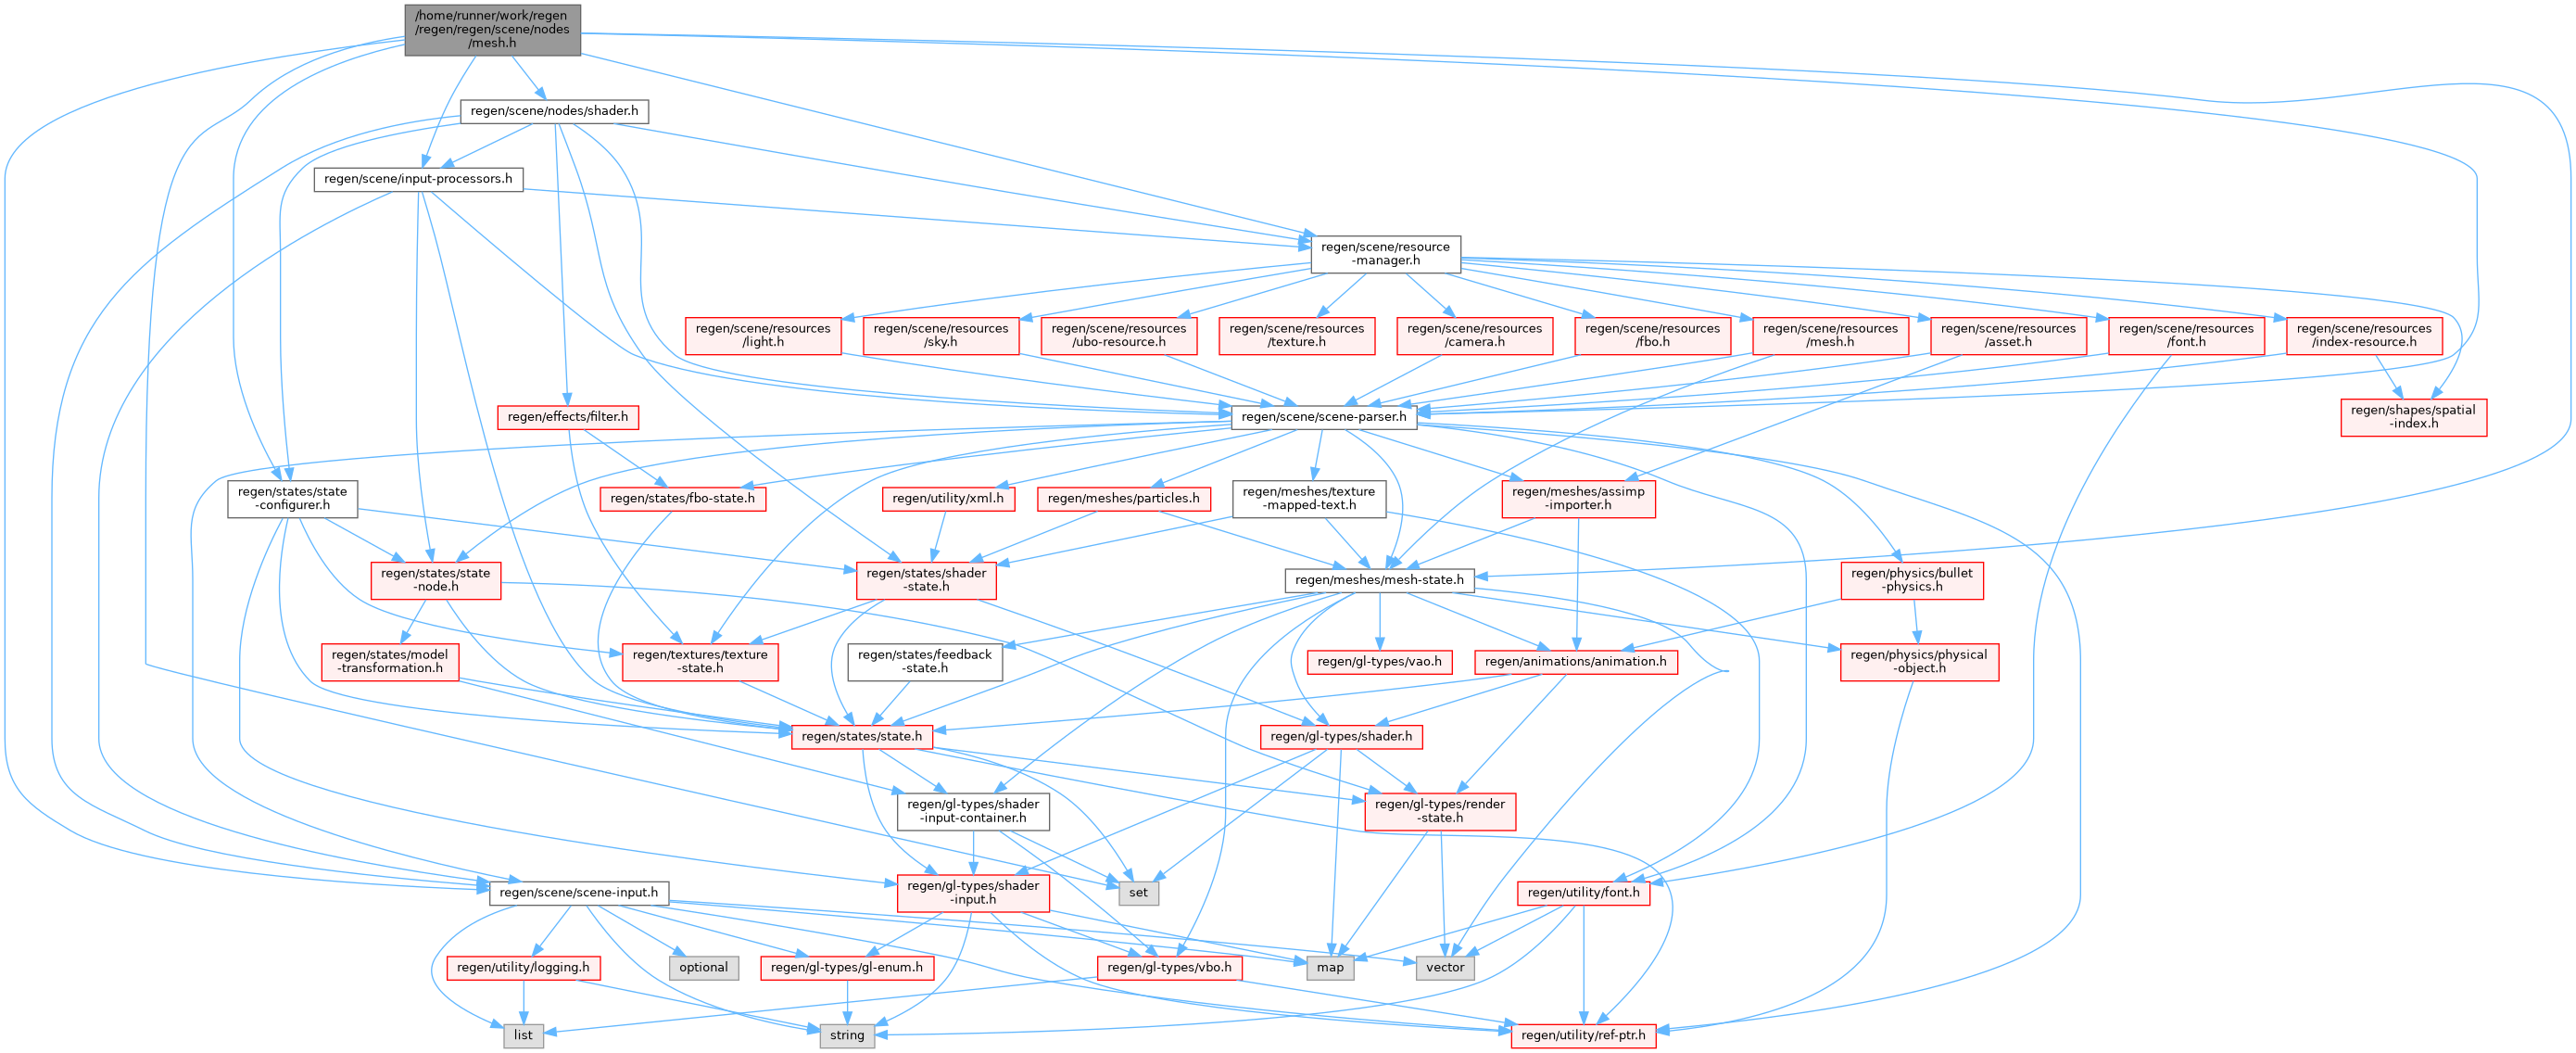 /home/runner/work/regen
/regen/regen/scene/nodes
/mesh.h
regen/scene/nodes/shader.h
regen/scene/input-processors.h
regen/scene/resource
-manager.h
regen/scene/resources
/light.h
regen/scene/resources
/sky.h
regen/scene/resources
/ubo-resource.h
regen/scene/resources
/texture.h
regen/scene/resources
/camera.h
regen/scene/resources
/fbo.h
regen/scene/resources
/mesh.h
regen/scene/resources
/asset.h
regen/scene/resources
/font.h
regen/scene/resources
/index-resource.h
regen/effects/filter.h
regen/scene/scene-parser.h
regen/shapes/spatial
-index.h
regen/states/state
-configurer.h
regen/states/fbo-state.h
regen/utility/xml.h
regen/meshes/particles.h
regen/meshes/texture
-mapped-text.h
regen/meshes/assimp
-importer.h
regen/states/state
-node.h
regen/states/shader
-state.h
regen/meshes/mesh-state.h
regen/physics/bullet
-physics.h
regen/states/model
-transformation.h
regen/textures/texture
-state.h
regen/states/feedback
-state.h
regen/gl-types/vao.h
regen/animations/animation.h
regen/physics/physical
-object.h
regen/states/state.h
regen/gl-types/shader.h
regen/gl-types/shader
-input-container.h
regen/gl-types/render
-state.h
regen/scene/scene-input.h
regen/gl-types/shader
-input.h
set
regen/utility/font.h
regen/utility/logging.h
optional
regen/gl-types/gl-enum.h
regen/gl-types/vbo.h
map
vector
list
string
regen/utility/ref-ptr.h